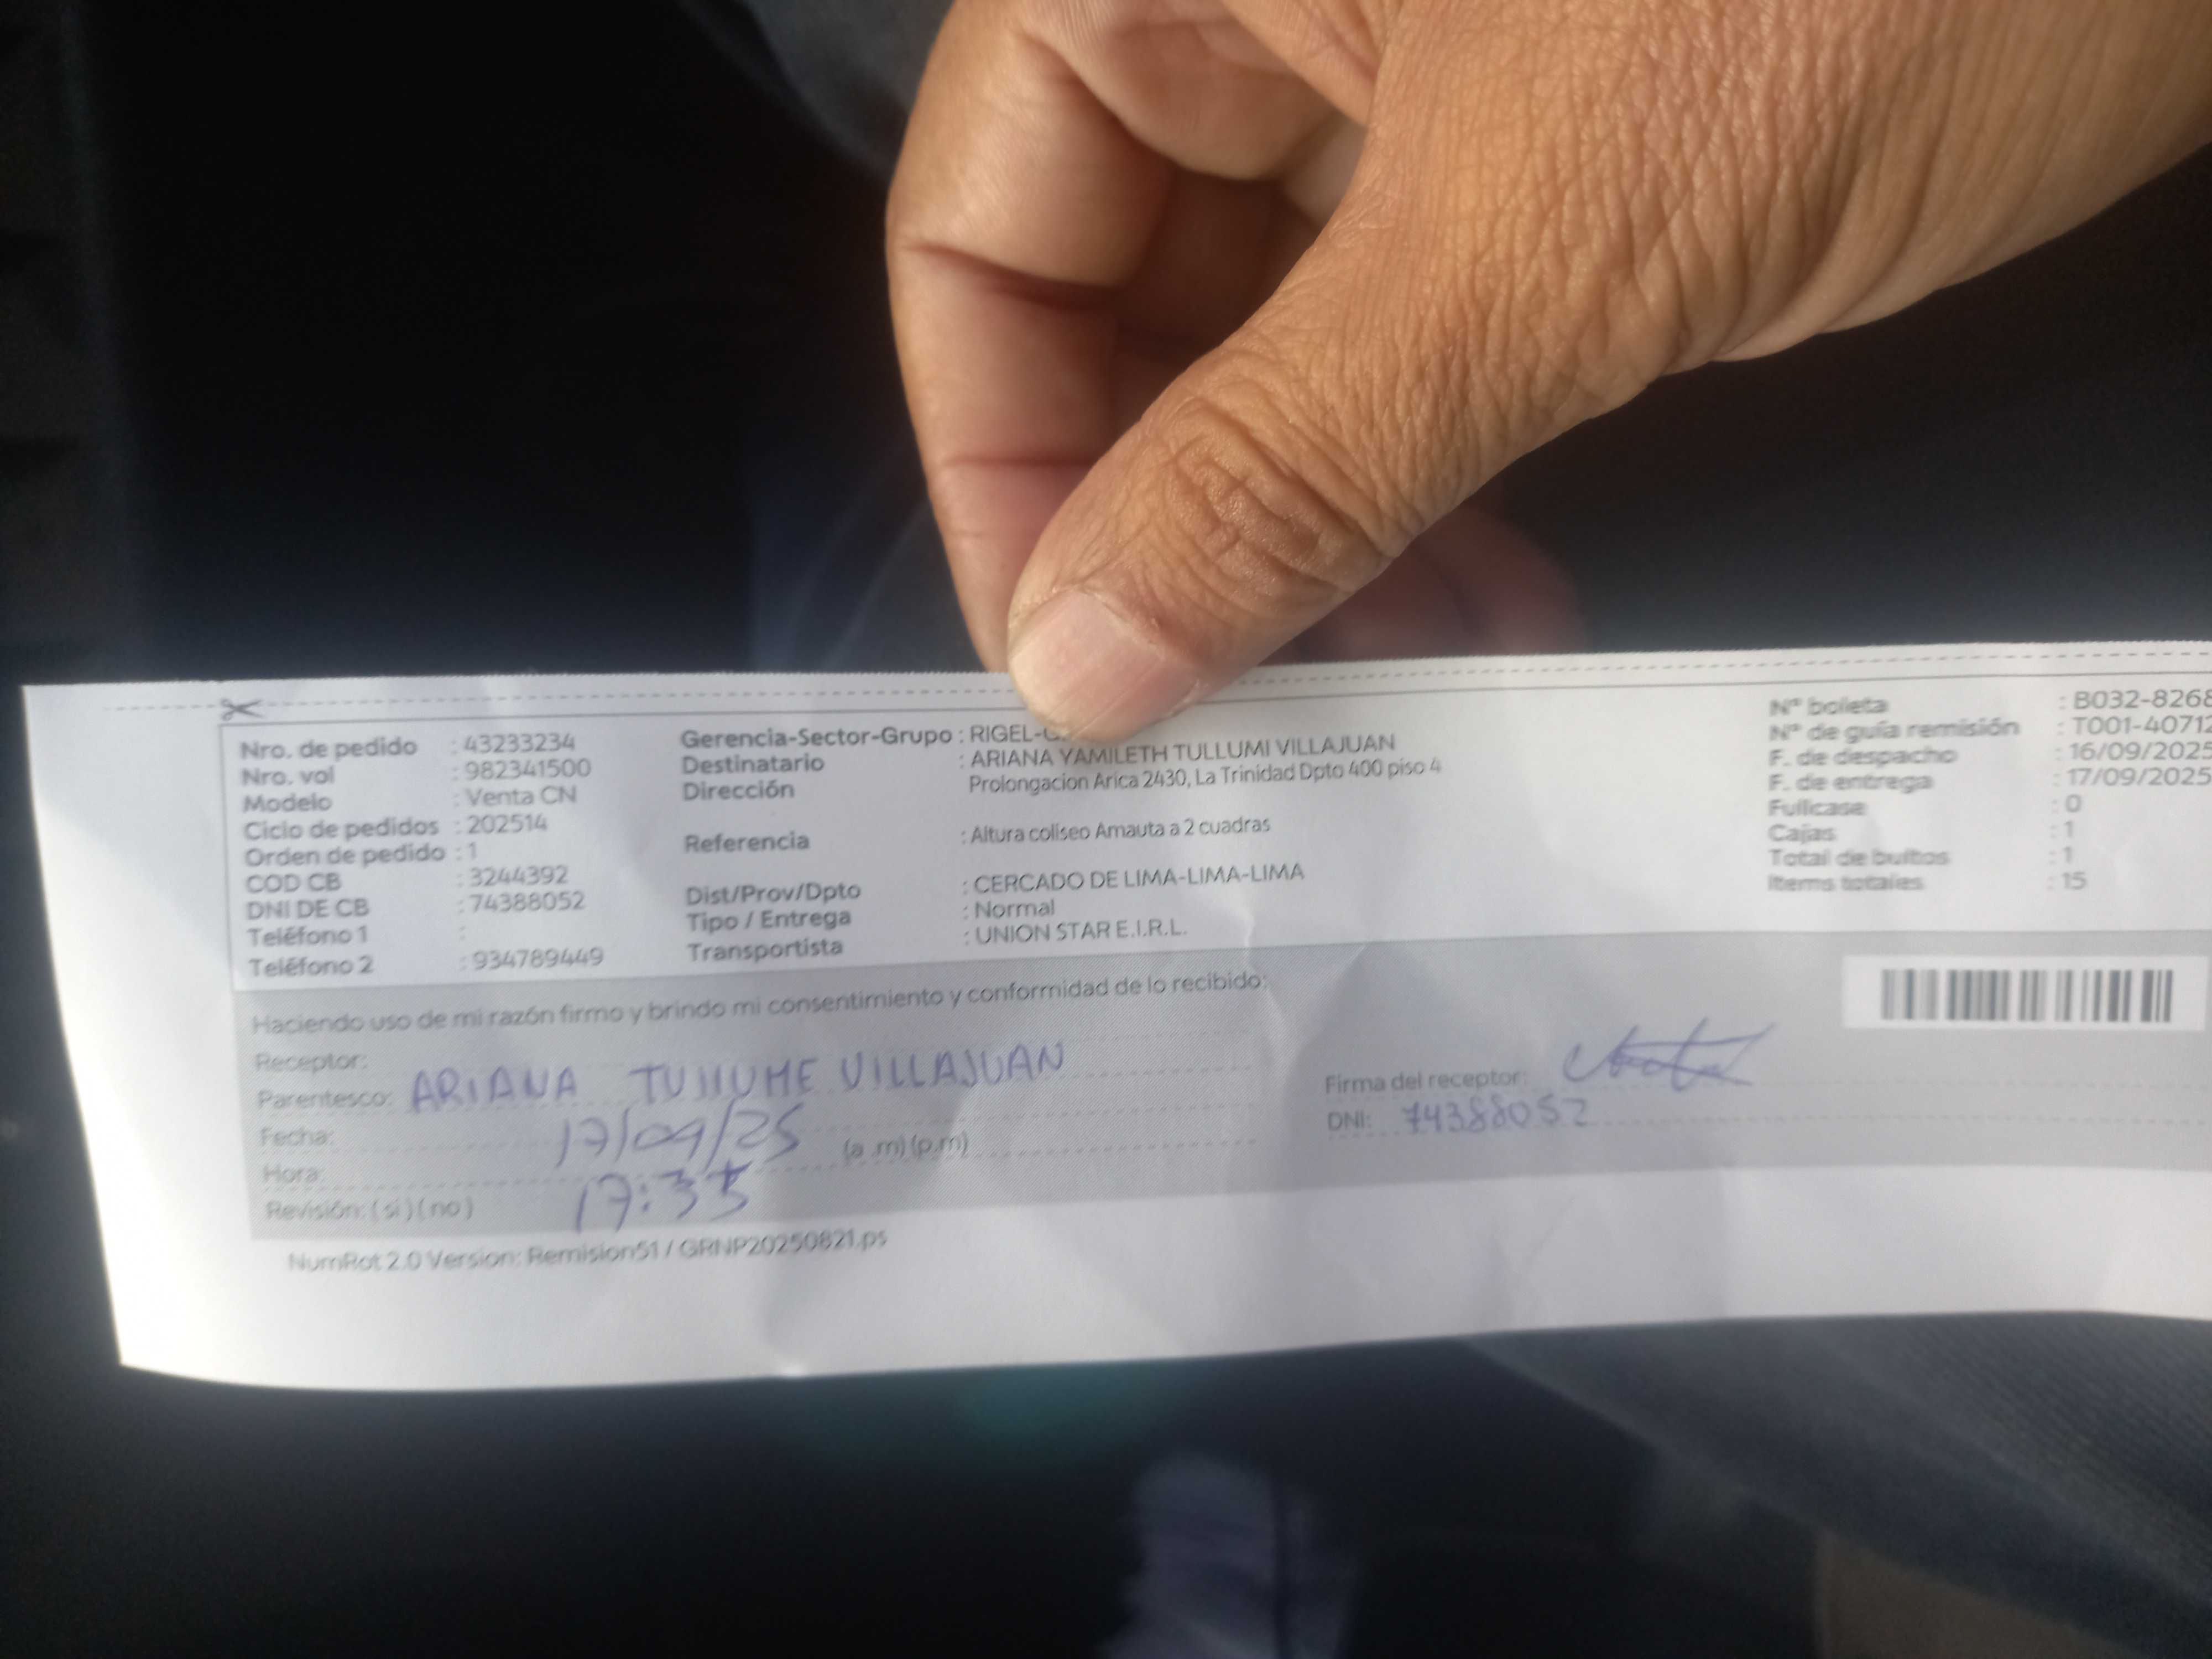 Nro. de pedido : 43233234
Nro. vol : 982341500
Modelo : Venta CN
Ciclo de pedidos : 202514
Orden de pedido : 1
COD CB : 3244392
DNI DE CB : 74388052
Teléfono 1 :
Teléfono 2 : 934789449
Gerencia-Sector-Grupo : RIGEL-
Destinatario : ARIANA YAMILETH TULLUMI VILLAJUAN
Dirección Prolongacion Arica 2430, La Trinidad Dpto 400 piso 4
Referencia : Altura coliseo Amauta a 2 cuadras
Dist/Prov/Dpto : CERCADO DE LIMA-LIMA-LIMA
Tipo / Entrega : Normal
Transportista : UNION STAR E.I.R.L.
N° boleta : B032-8268
N° de guía remisión : T001-40712
F. de despacho : 16/09/2025
F. de entrega : 17/09/2025
Fullcase : 0
Cajas : 1
Total de bultos : 1
Items totales : 15
Haciendo uso de mi razón firmo y brindo mi consentimiento y conformidad de lo recibido:
Receptor:
Parentesco: ARIANA VILLAJUAN
Fecha: 17/09/25
Hora: 17:33 (a .m) (p.m)
Revisión: ( si ) ( no )
Firma del receptor:
DNI: 74388052
NumRot 2.0 Version: Remision51 / GRNP20250821.ps